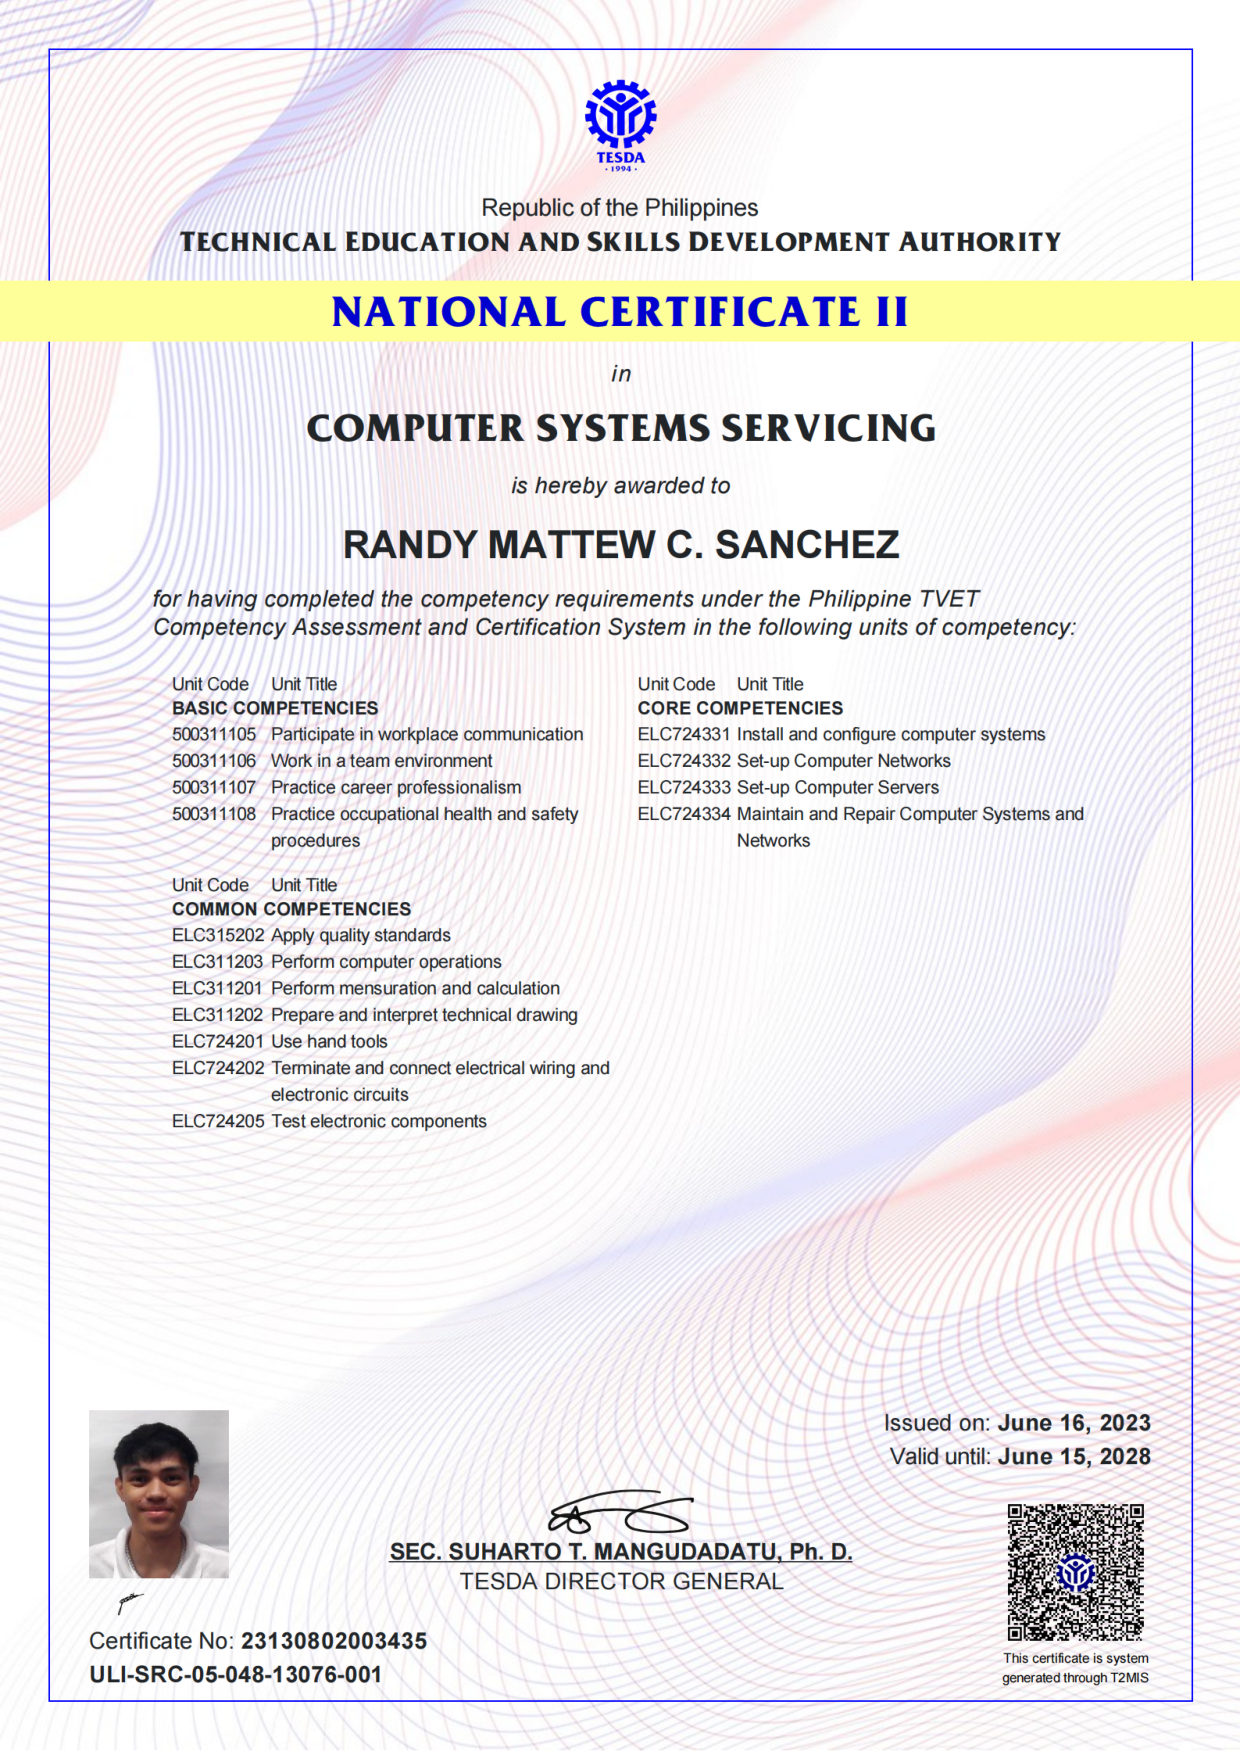 TESDA
· 1994 ·
Republic of the Philippines
TECHNICAL EDUCATION AND SKILLS DEVELOPMENT AUTHORITY
NATIONAL CERTIFICATE II
in
COMPUTER SYSTEMS SERVICING
is hereby awarded to
RANDY MATTEW C. SANCHEZ
for having completed the competency requirements under the Philippine TVET
Competency Assessment and Certification System in the following units of competency:
Unit Code Unit Title
BASIC COMPETENCIES
500311105 Participate in workplace communication
500311106 Work in a team environment
500311107 Practice career professionalism
500311108 Practice occupational health and safety
procedures
Unit Code Unit Title
COMMON COMPETENCIES
ELC315202 Apply quality standards
ELC311203 Perform computer operations
ELC311201 Perform mensuration and calculation
ELC311202 Prepare and interpret technical drawing
ELC724201 Use hand tools
ELC724202 Terminate and connect electrical wiring and
electronic circuits
ELC724205 Test electronic components
Unit Code Unit Title
CORE COMPETENCIES
ELC724331 Install and configure computer systems
ELC724332 Set-up Computer Networks
ELC724333 Set-up Computer Servers
ELC724334 Maintain and Repair Computer Systems and
Networks
Issued on: June 16, 2023
Valid until: June 15, 2028
SEC. SUHARTO T. MANGUDADATU, Ph. D.
TESDA DIRECTOR GENERAL
Certificate No: 23130802003435
ULI-SRC-05-048-13076-001
This certificate is system
generated through T2MIS